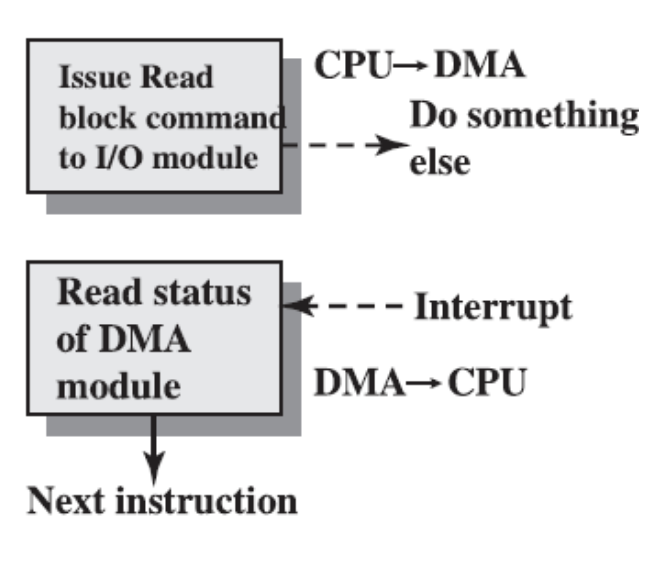 Issue Read
block command
to I/O module
CPU→DMA
Do something
else
Read status
of DMA
module
Interrupt
DMA→CPU
Next instruction